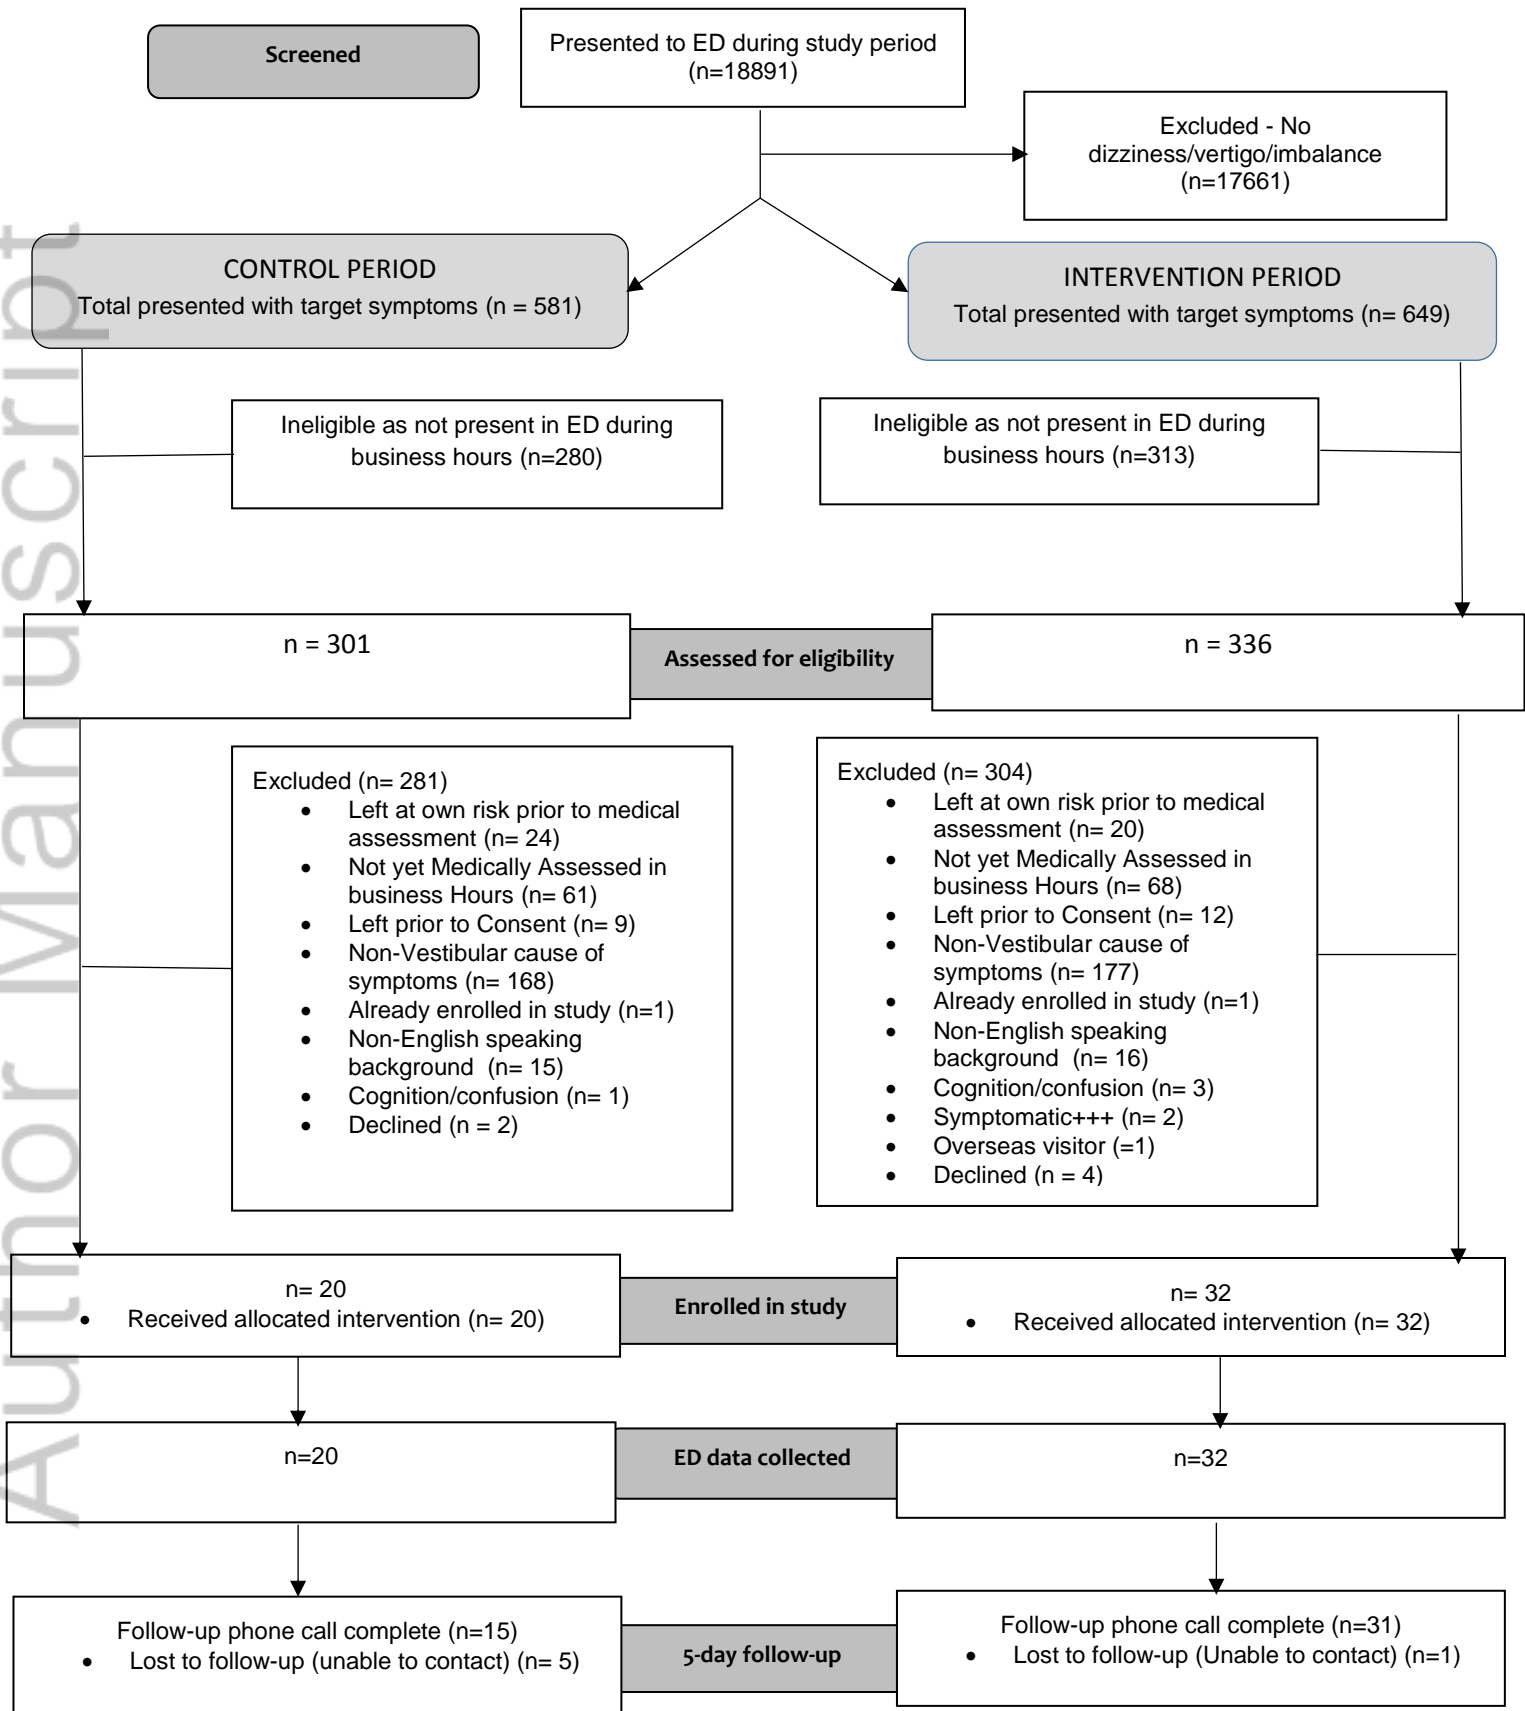 Screened
Presented to ED during study period
(n=18891)
Excluded - No
dizziness/vertigo/imbalance
(n=17661)
CONTROL PERIOD
Total presented with target symptoms (n = 581)
INTERVENTION PERIOD
Total presented with target symptoms (n= 649)
Ineligible as not present in ED during
business hours (n=280)
Ineligible as not present in ED during
business hours (n=313)
n = 301
Assessed for eligibility
n = 336
Excluded (n= 281)
• Left at own risk prior to medical
assessment (n= 24)
• Not yet Medically Assessed in
business Hours (n= 61)
• Left prior to Consent (n= 9)
• Non-Vestibular cause of
symptoms (n= 168)
• Already enrolled in study (n=1)
• Non-English speaking
background  (n= 15)
• Cognition/confusion (n= 1)
• Declined (n = 2)
Excluded (n= 304)
• Left at own risk prior to medical
assessment (n= 20)
• Not yet Medically Assessed in
business Hours (n= 68)
• Left prior to Consent (n= 12)
• Non-Vestibular cause of
symptoms (n= 177)
• Already enrolled in study (n=1)
• Non-English speaking
background  (n= 16)
• Cognition/confusion (n= 3)
• Symptomatic+++ (n= 2)
• Overseas visitor (=1)
• Declined (n = 4)
n= 20
• Received allocated intervention (n= 20)
Enrolled in study
n= 32
• Received allocated intervention (n= 32)
n=20
ED data collected
n=32
Follow-up phone call complete (n=15)
• Lost to follow-up (unable to contact) (n= 5)
5-day follow-up
Follow-up phone call complete (n=31)
• Lost to follow-up (Unable to contact) (n=1)
Author Manuscript